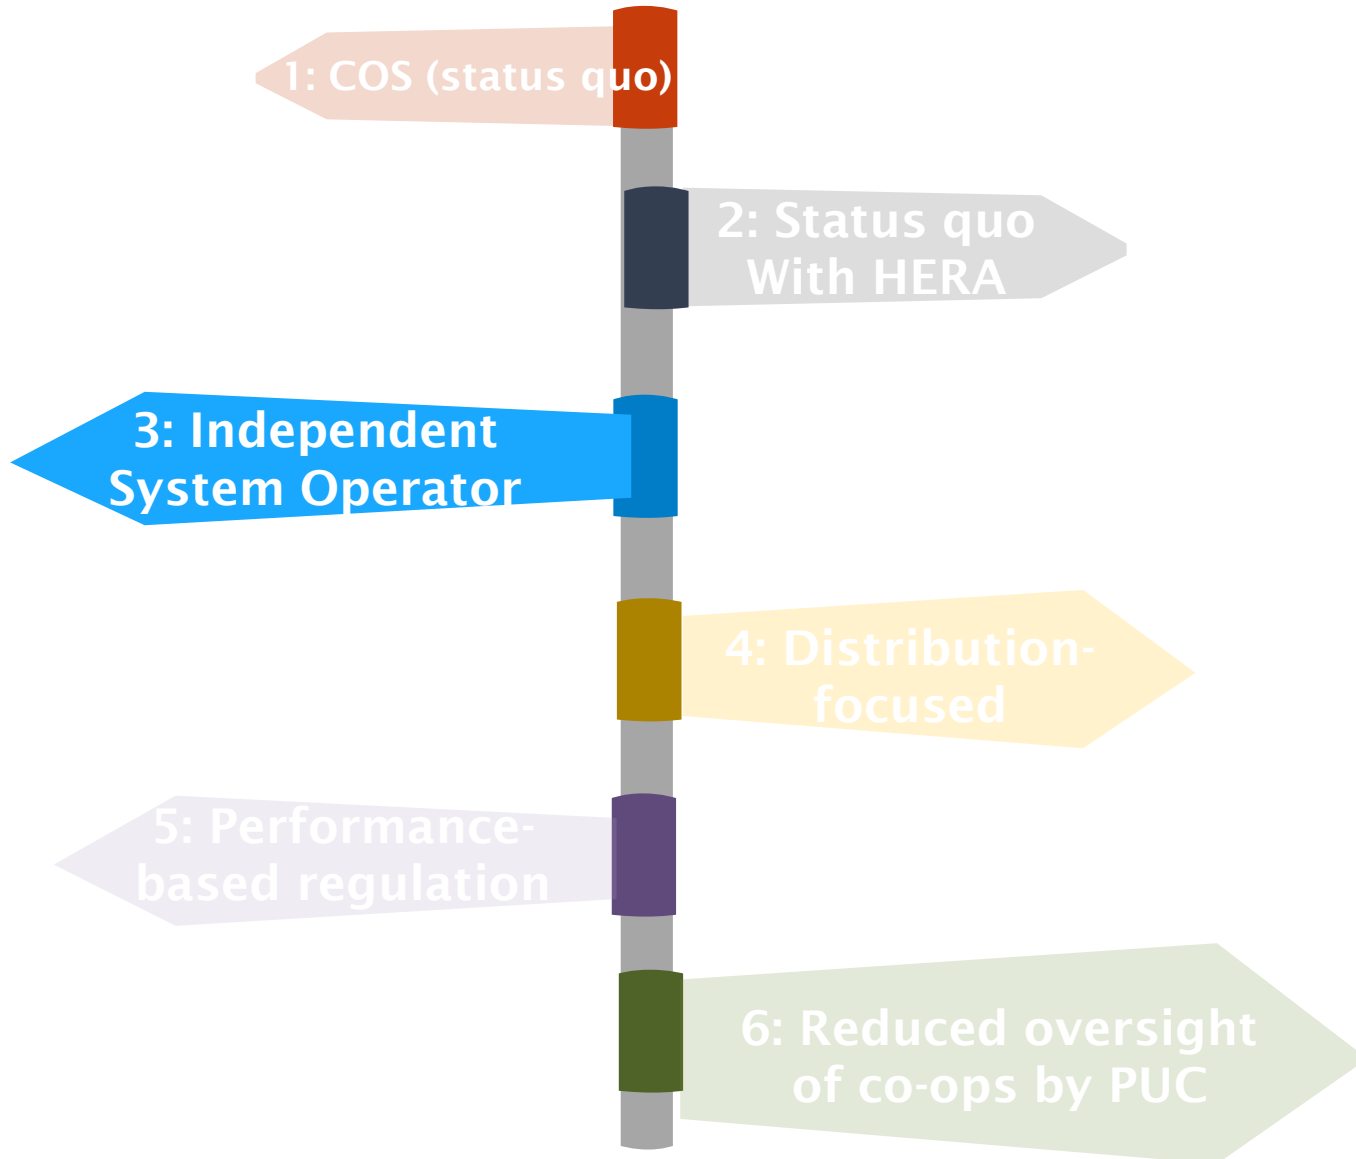 1: COS (status quo)
2: Status quo
With HERA
3: Independent
System Operator
4: Distribution-
focused
5: Performance-
based regulation
6: Reduced oversight
of co-ops by PUC